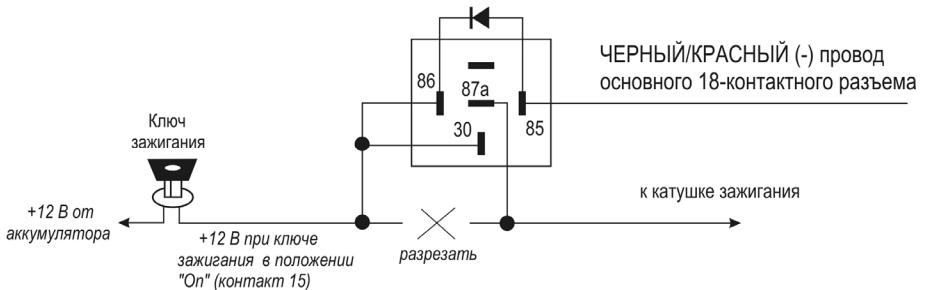 ЧЕРНЫЙ/КРАСНЫЙ (-) провод
основного 18-контактного разъема
86
87а
30
85
Ключ
зажигания
к катушке зажигания
+12 В от
аккумулятора
+12 В при ключе
зажигания в положении
"On" (контакт 15)
разрезать